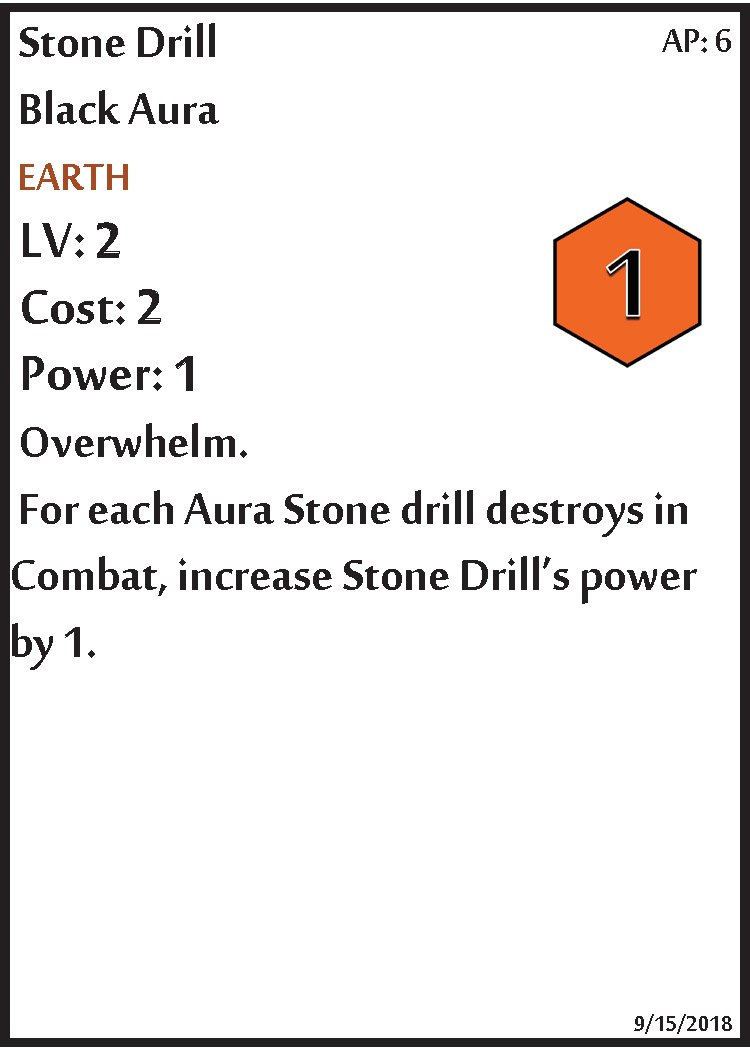 Stone Drill
AP: 6
Black Aura
EARTH
LV: 2
Cost: 2
1
Power: 1
Overwhelm.
For each Aura Stone drill destroys in
Combat, increase Stone Drill's power
by 1.
9/15/2018